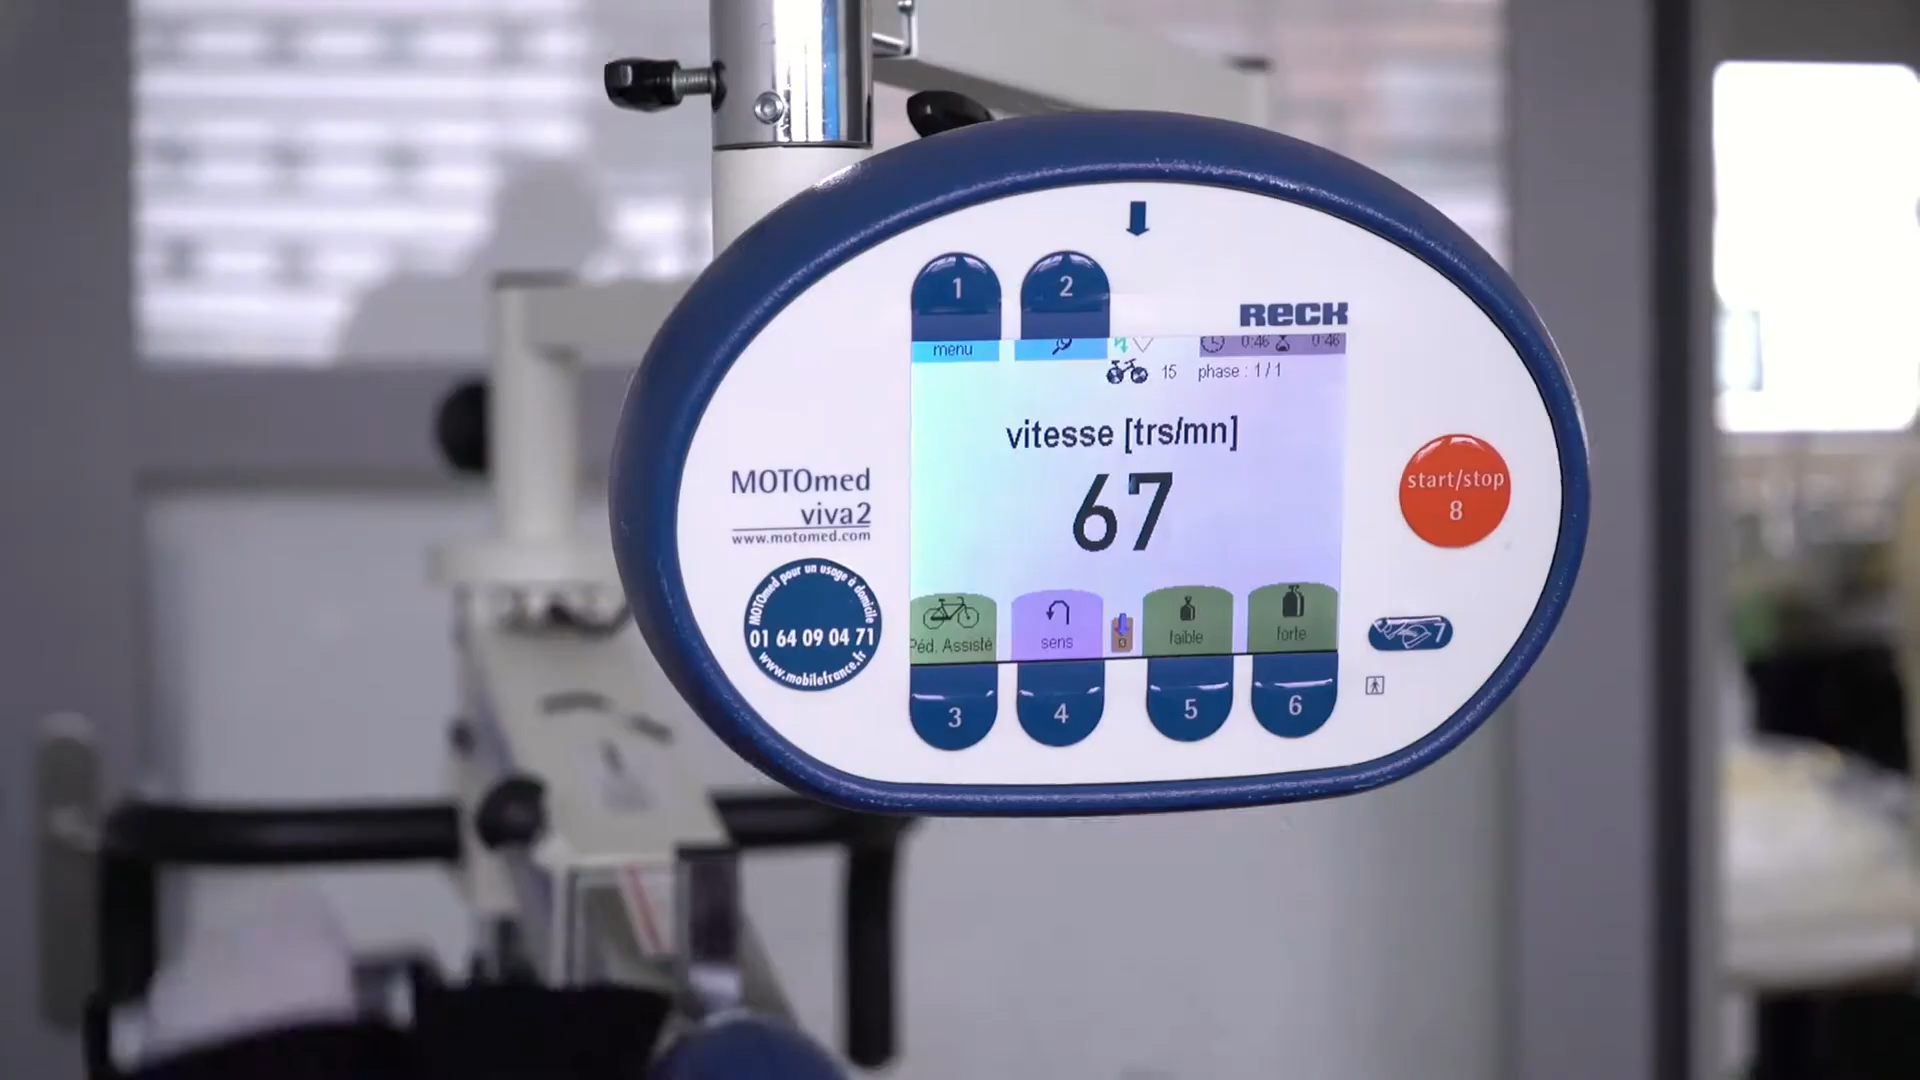 1
2
RECK
menu
0:46 0:46
15 phase : 1 / 1
vitesse [trs/mn]
67
MOTOmed
viva2
www.motomed.com
start/stop
8
MOTOmed pour un usage à domicile
01 64 09 04 71
www.mobilefrance.fr
Péd. Assisté
sens
faible
forte
7
3
4
5
6